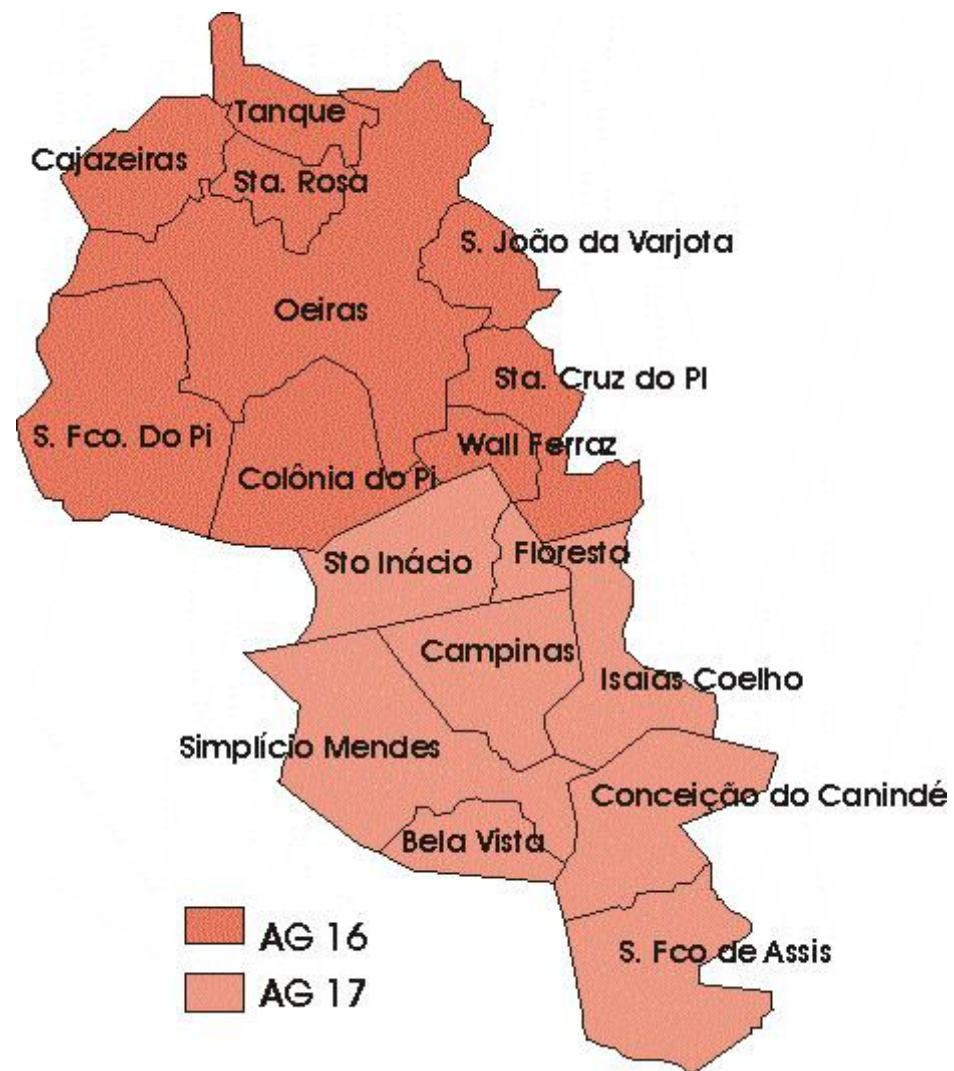 Tanque
Cajazeiras
Sta. Rosa
S. João da Varjota
Oeiras
Sta. Cruz do PI
S. Fco. Do Pi
Wall Ferraz
Colônia do Pi
Floresta
Sto Inácio
Campinas
Isaias Coelho
Simplício Mendes
Conceição do Canindé
Bela Vista
AG 16
S. Fco de Assis
AG 17